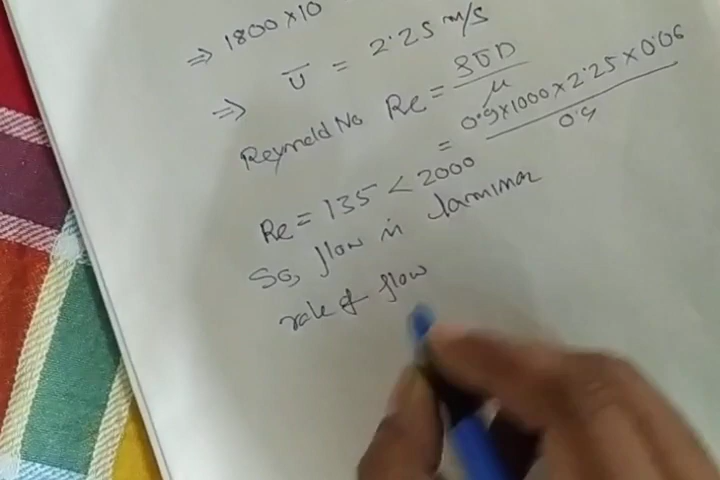 ⇒ 1800×10
⇒ Ū = 2.25 m/s
Reynold No Re = ρŪD / μ
= 0.9×1000×2.25×0.06 / 0.9
Re = 135 < 2000
So, flow is laminar
rate of flow